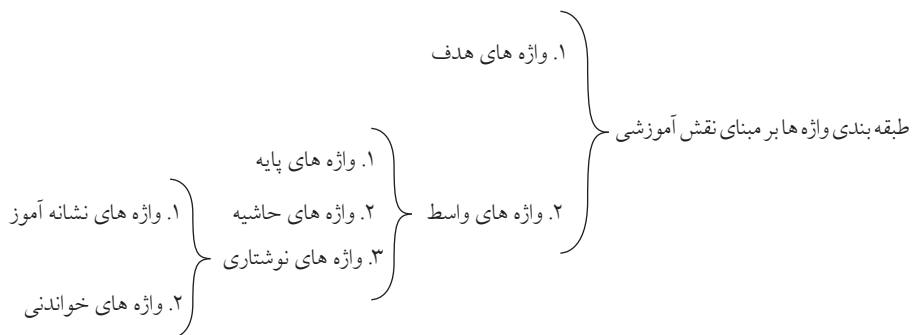 طبقه بندی واژه ها بر مبنای نقش آموزشی
۱. واژه های هدف
۲. واژه های واسط
۱. واژه های پایه
۲. واژه های حاشیه
۳. واژه های نوشتاری
۱. واژه های نشانه آموز
۲. واژه های خواندنی